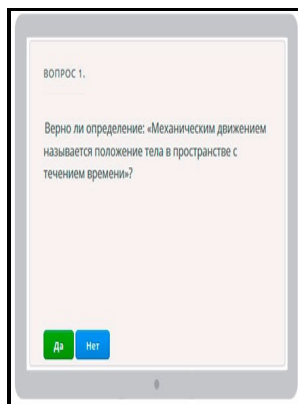 ВОПРОС 1.
Верно ли определение: «Механическим движением
называется положение тела в пространстве с
течением времени»?
Да
Нет